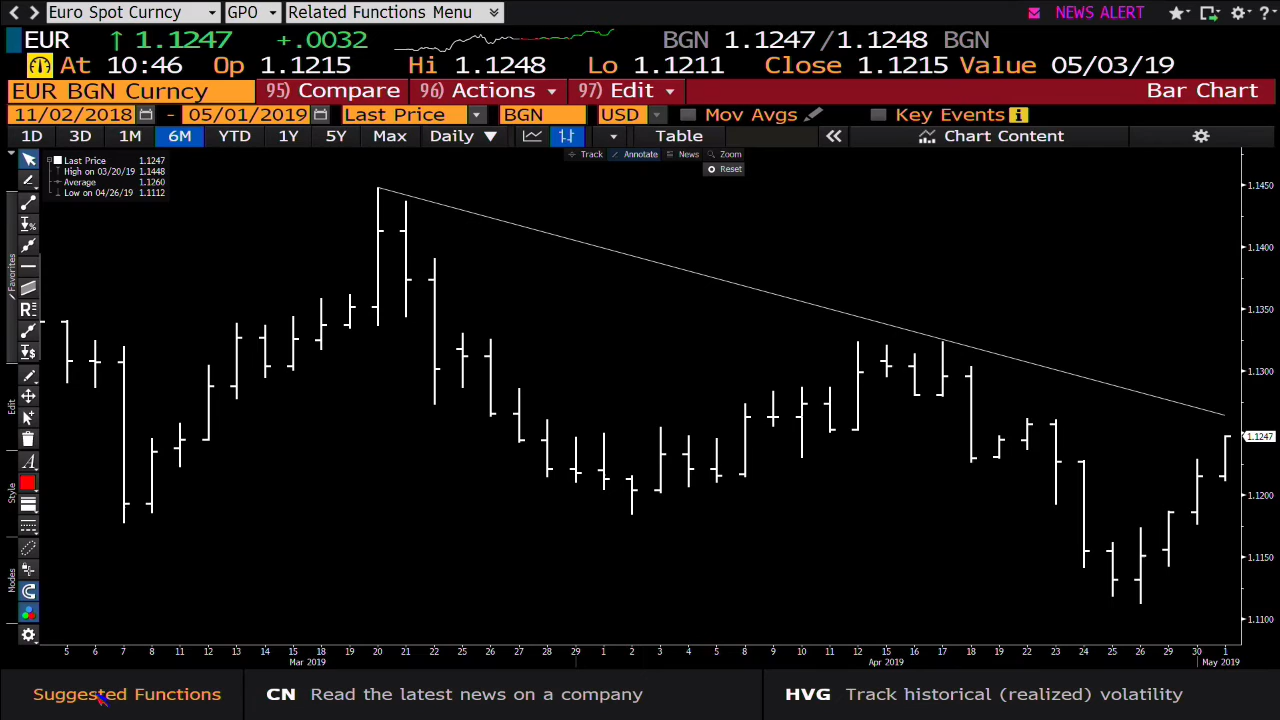 Euro Spot Curncy GPO Related Functions Menu NEWS ALERT ?
EUR ↑ 1.1247 +.0032 BGN 1.1247/1.1248 BGN
At 10:46 Op 1.1215 Hi 1.1248 Lo 1.1211 Close 1.1215 Value 05/03/19
EUR BGN Curncy 95) Compare 96) Actions 97) Edit Bar Chart
11/02/2018 - 05/01/2019 Last Price BGN USD Mov Avgs Key Events i
1D 3D 1M 6M YTD 1Y 5Y Max Daily ▼ Table « Chart Content
Track Annotate News Zoom
Reset
Last Price 1.1247
High on 03/20/19 1.1448
Average 1.1260
Low on 04/26/19 1.1112
Favorites
Edit
Style
Modes
1.1450
1.1400
1.1350
1.1300
1.1247
1.1200
1.1150
1.1100
5 6 7 8 11 12 13 14 15 18 19 20 21 22 25 26 27 28 29 1 2 3 4 5 8 9 10 11 12 15 16 17 18 19 22 23 24 25 26 29 30 1
Mar 2019 Apr 2019 May 2019
Suggested Functions CN Read the latest news on a company HVG Track historical (realized) volatility